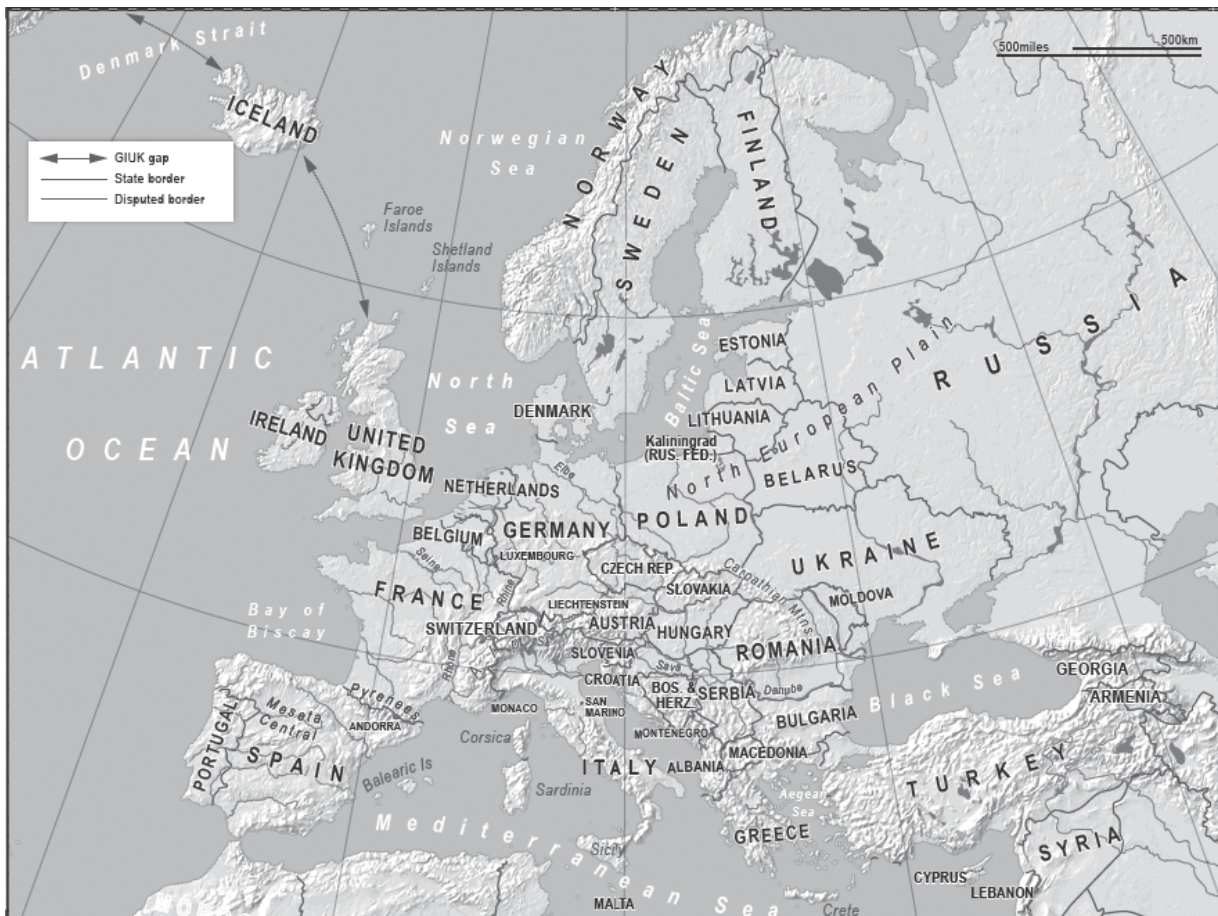 Denmark Strait
500miles
500km
ICELAND
GIUK gap
State border
Disputed border
Norwegian
Sea
NORWAY
SWEDEN
FINLAND
Faroe
Islands
Shetland
Islands
RUSSIA
ATLANTIC
OCEAN
North
Sea
Baltic Sea
ESTONIA
LATVIA
LITHUANIA
Kaliningrad
(RUS. FED.)
North European Plain
BELARUS
DENMARK
IRELAND
UNITED
KINGDOM
NETHERLANDS
Elbe
BELGIUM
GERMANY
POLAND
LUXEMBOURG
CZECH REP.
UKRAINE
Seine
SLOVAKIA
Carpathian Mtns
MOLDOVA
FRANCE
Rhine
LIECHTENSTEIN
Bay of
Biscay
SWITZERLAND
AUSTRIA
HUNGARY
ROMANIA
SLOVENIA
Rhône
Sava
CROATIA
BOS. &
HERZ.
SERBIA
Danube
Black Sea
GEORGIA
ARMENIA
Pyrenees
Meseta
Central
ANDORRA
MONACO
SAN
MARINO
BULGARIA
PORTUGAL
SPAIN
Corsica
MONTENEGRO
MACEDONIA
Balearic Is
ITALY
ALBANIA
TURKEY
Sardinia
Aegean
Sea
GREECE
Mediterranean Sea
Sicily
SYRIA
CYPRUS
LEBANON
MALTA
Crete